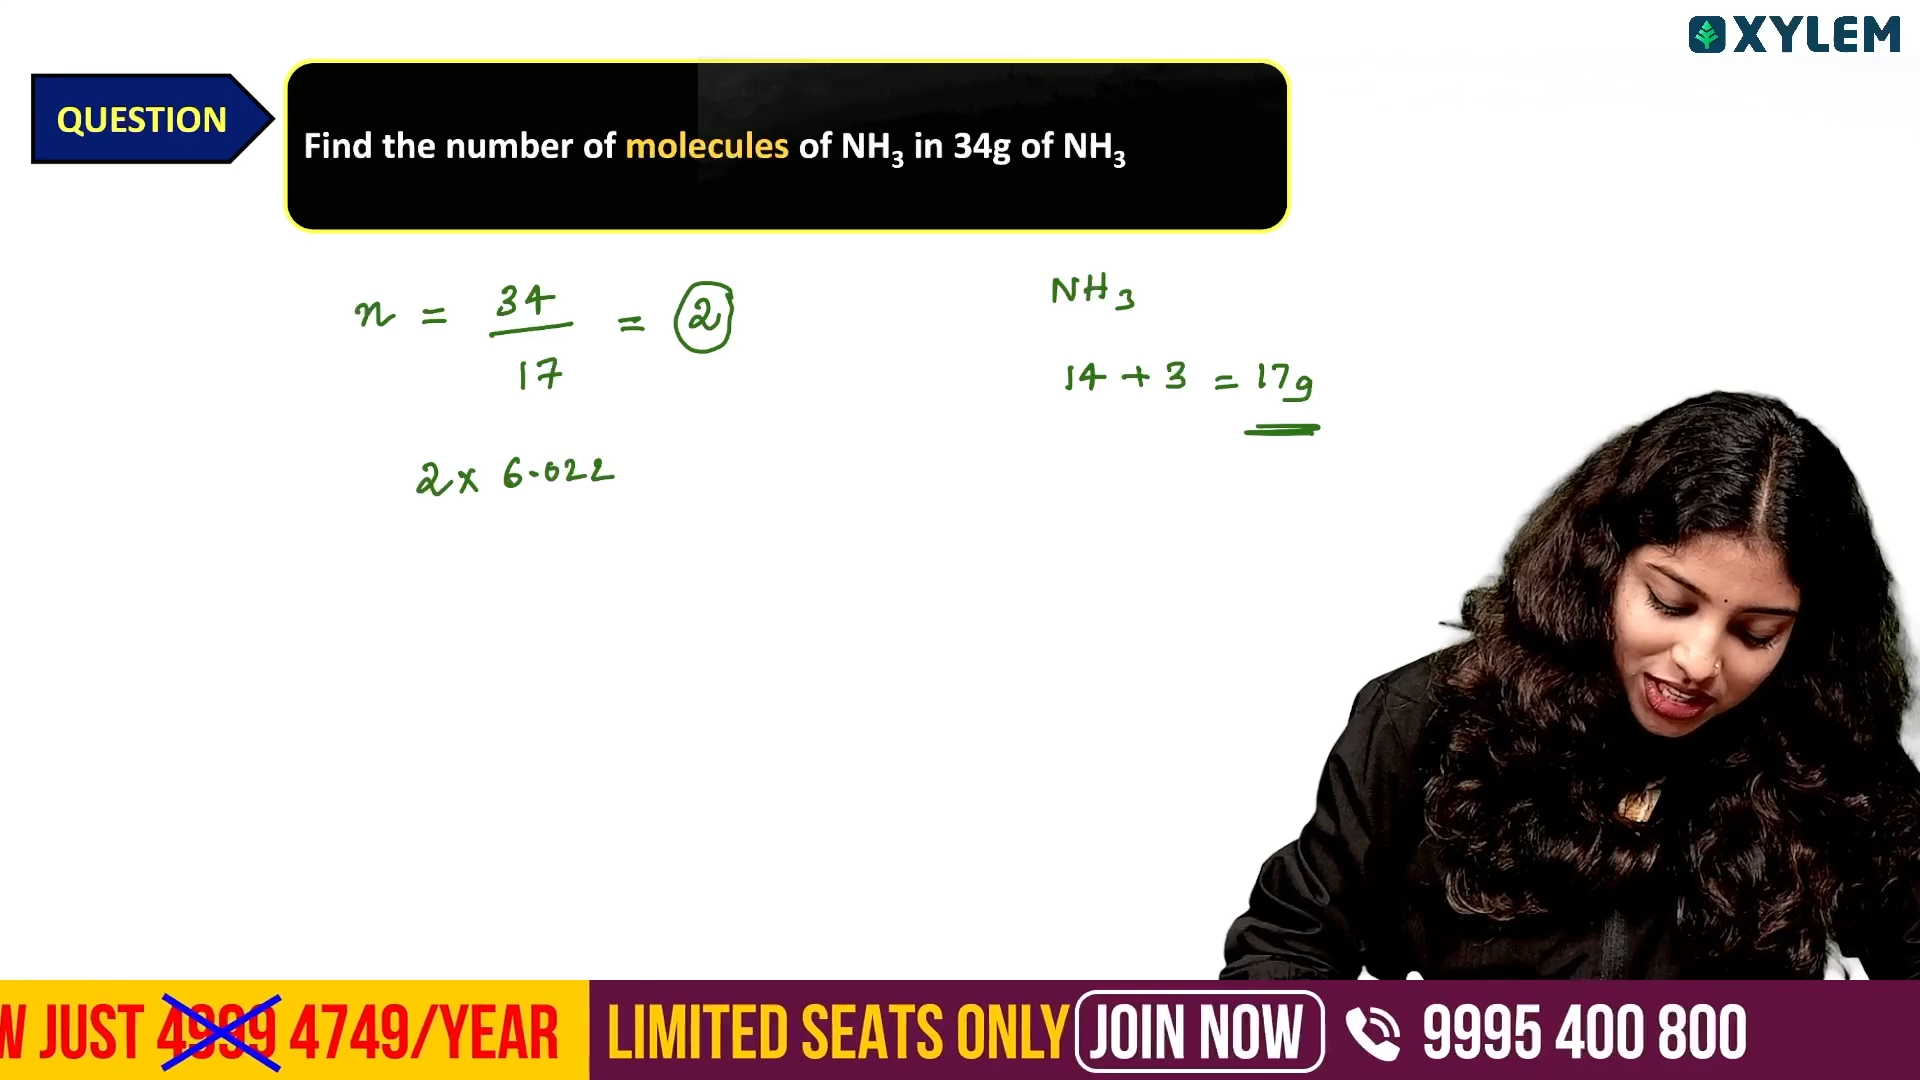 XYLEM
QUESTION
Find the number of molecules of NH₃ in 34g of NH₃
n = 34/17 = 2
NH₃
14 + 3 = 17g
2 x 6.022
W JUST 4999 4749/YEAR
LIMITED SEATS ONLY
JOIN NOW
9995 400 800